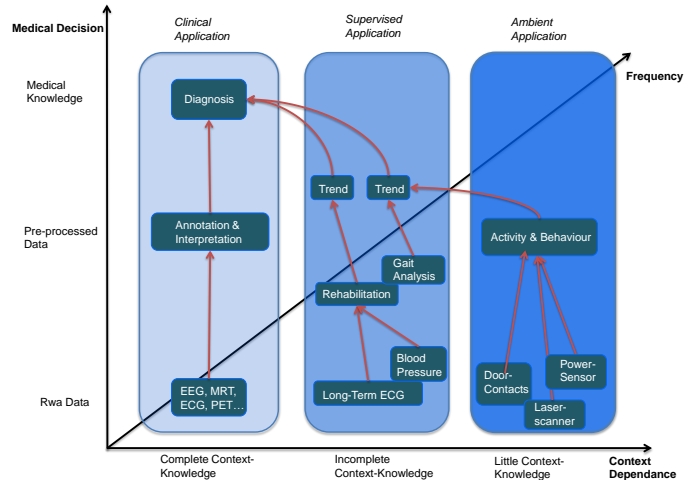 Medical Decision
Clinical
Application
Supervised
Application
Ambient
Application
Frequency
Medical
Knowledge
Diagnosis
Trend
Trend
Pre-processed
Data
Annotation &
Interpretation
Activity & Behaviour
Gait
Analysis
Rehabilitation
Blood
Pressure
Power-
Sensor
Door-
Contacts
Rwa Data
EEG, MRT,
ECG, PET...
Long-Term ECG
Laser-
scanner
Complete Context-
Knowledge
Incomplete
Context-Knowledge
Little Context-
Knowledge
Context
Dependance